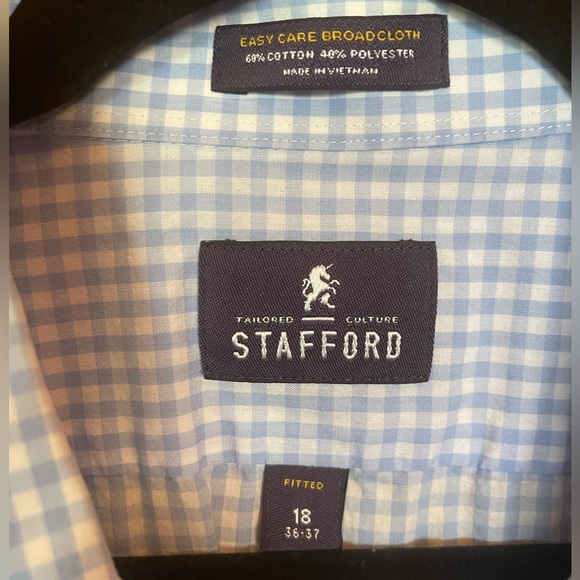 EASY CARE BROADCLOTH
60% COTTON 40% POLYESTER
MADE IN VIETNAM
TAILORED CULTURE
STAFFORD
FITTED
18
36-37